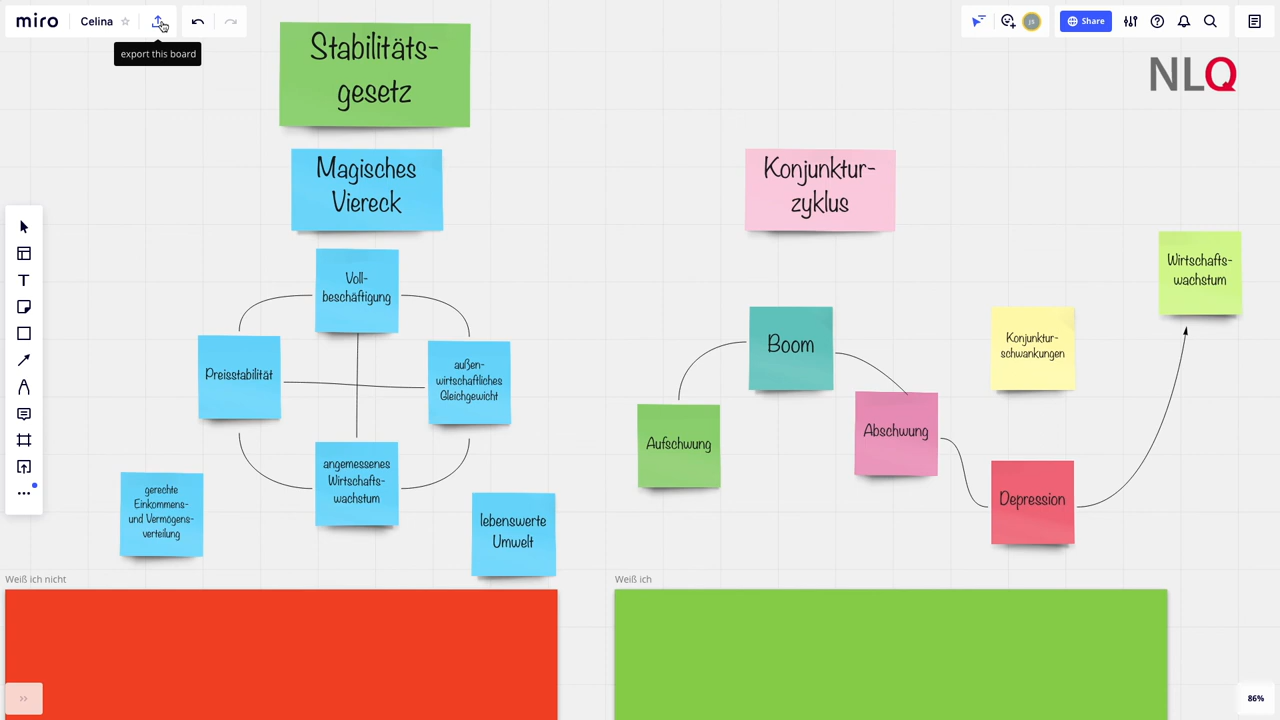 miro
Celina
export this board
js
Share
NLQ
Stabilitäts-
gesetz
Magisches
Viereck
Voll-
beschäftigung
Preisstabilität
außen-
wirtschaftliches
Gleichgewicht
angemessenes
Wirtschafts-
wachstum
gerechte
Einkommens-
und Vermögens-
verteilung
lebenswerte
Umwelt
Konjunktur-
zyklus
Boom
Aufschwung
Abschwung
Konjunktur-
schwankungen
Depression
Wirtschafts-
wachstum
Weiß ich nicht
Weiß ich
86%